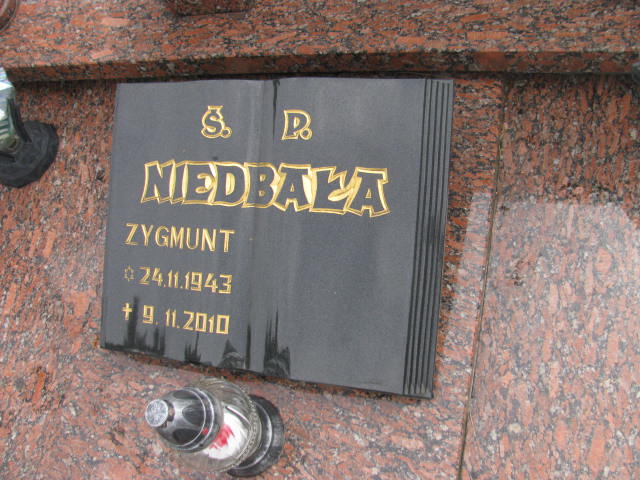 Ś. P.
NIEDBAŁA
ZYGMUNT
✡ 24.11.1943
✝ 9.11.2010